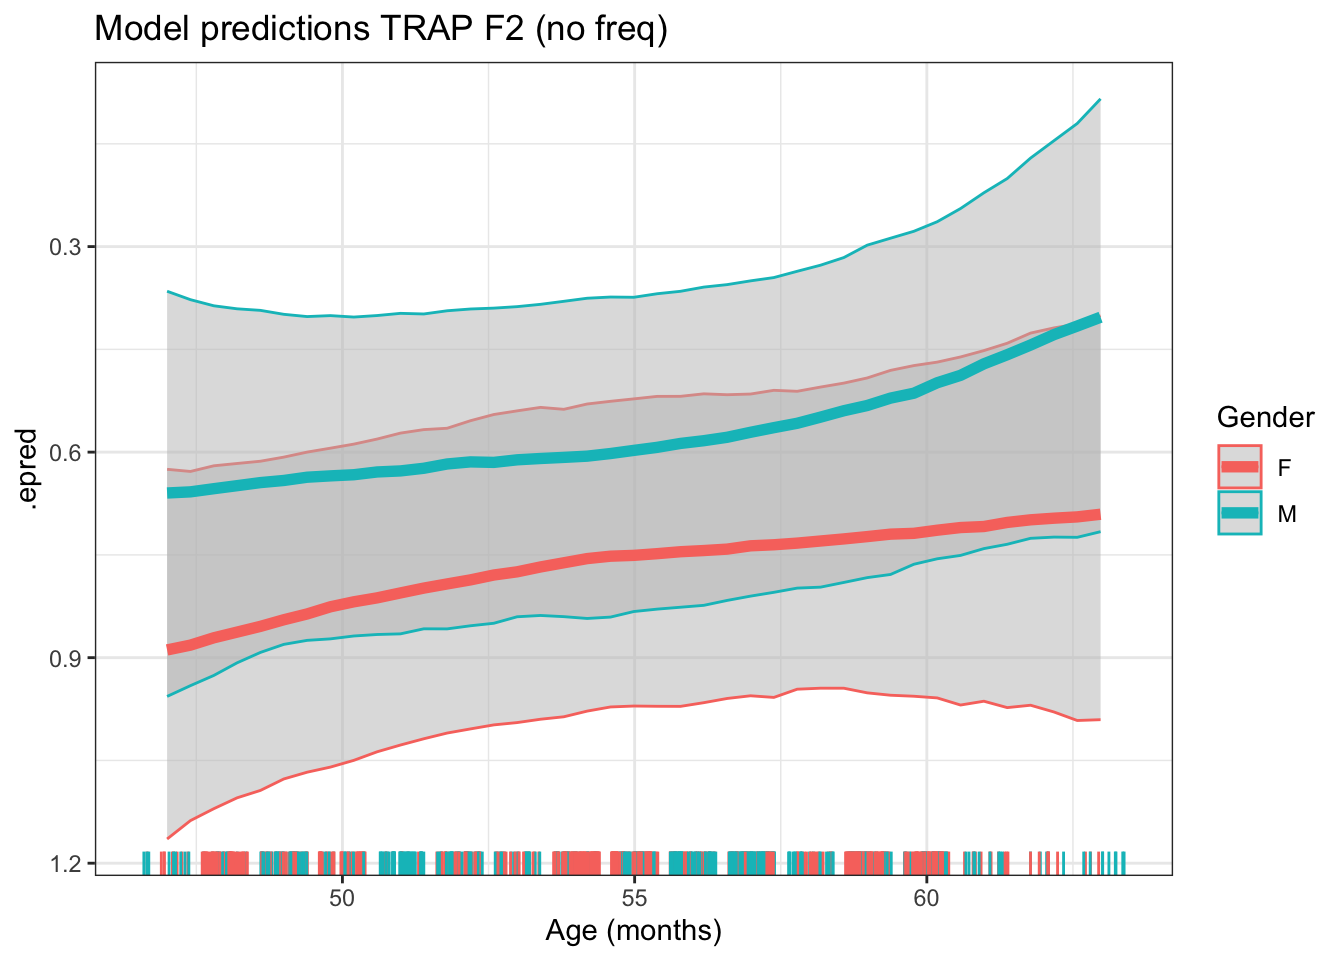 Model predictions TRAP F2 (no freq)
0.3
0.6
0.9
1.2
.epred
50 55 60
Age (months)
Gender
F
M